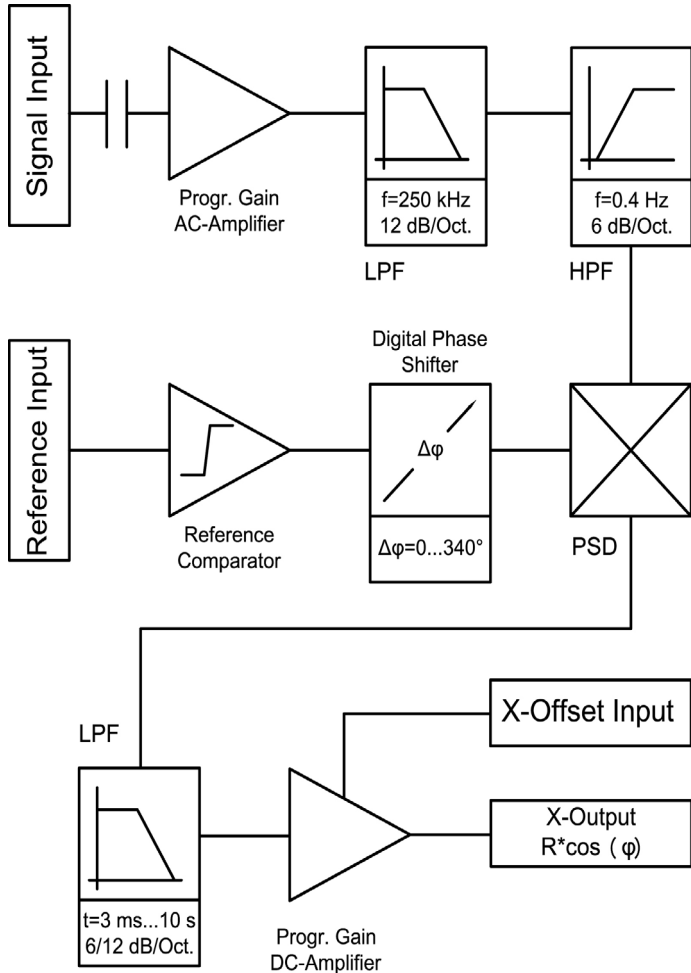 Signal Input
Progr. Gain
AC-Amplifier
f=250 kHz
12 dB/Oct.
LPF
f=0.4 Hz
6 dB/Oct.
HPF
Reference Input
Reference
Comparator
Digital Phase
Shifter
Δφ
Δφ=0...340°
PSD
LPF
t=3 ms...10 s
6/12 dB/Oct.
Progr. Gain
DC-Amplifier
X-Offset Input
X-Output
R*cos ( φ)